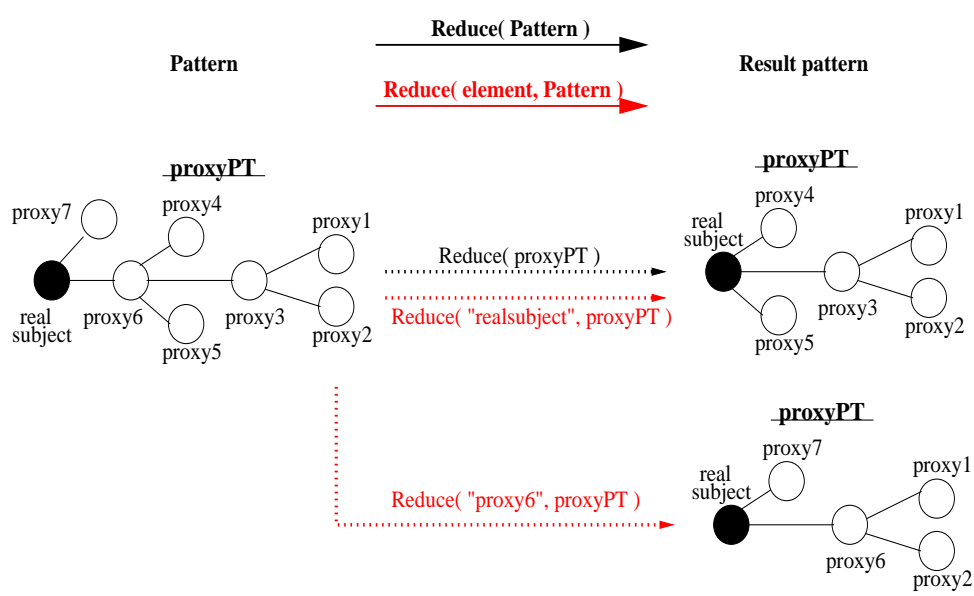 Reduce( Pattern )
Pattern
Result pattern
Reduce( element, Pattern )
proxyPT
proxy7
proxy4
proxy1
real
subject
proxy6
proxy5
proxy3
proxy2
Reduce( proxyPT )
Reduce( "realsubject", proxyPT )
proxyPT
proxy4
proxy1
real
subject
proxy3
proxy5
proxy2
Reduce( "proxy6", proxyPT )
proxyPT
proxy7
proxy1
real
subject
proxy6
proxy2